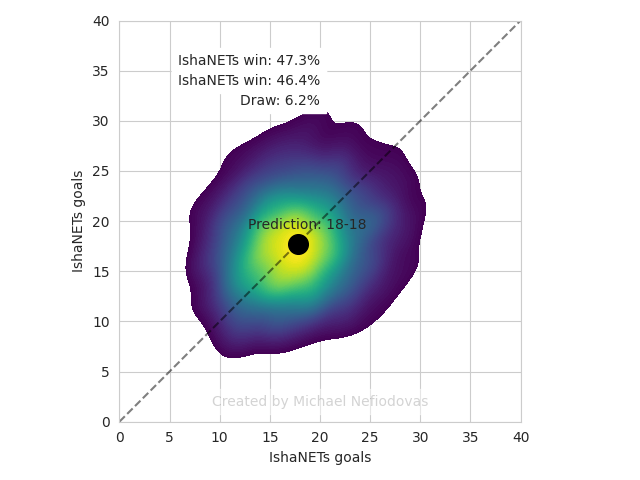 40
35
30
25
20
15
10
5
0
IshaNETs goals
IshaNETs win: 47.3%
IshaNETs win: 46.4%
Draw: 6.2%
Prediction: 18-18
Created by Michael Nefiodovas
0 5 10 15 20 25 30 35 40
IshaNETs goals